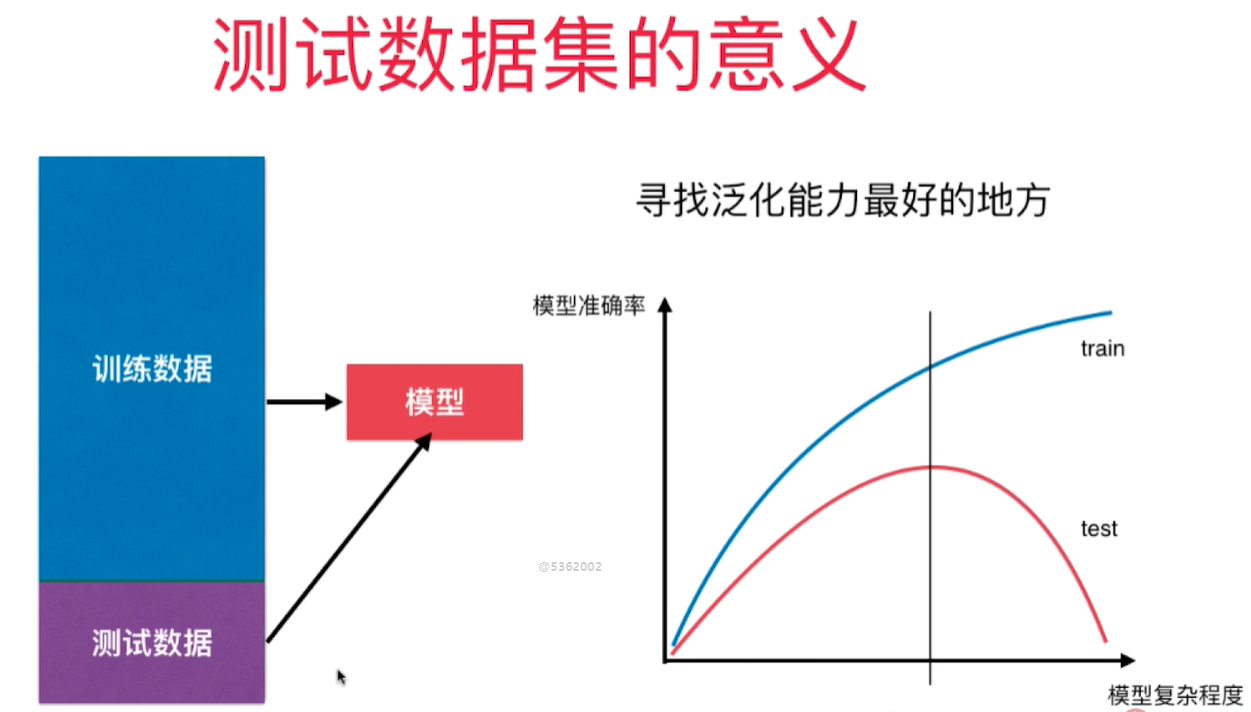 测试数据集的意义
寻找泛化能力最好的地方
训练数据
模型
测试数据
模型准确率
train
test
模型复杂程度
@5362002